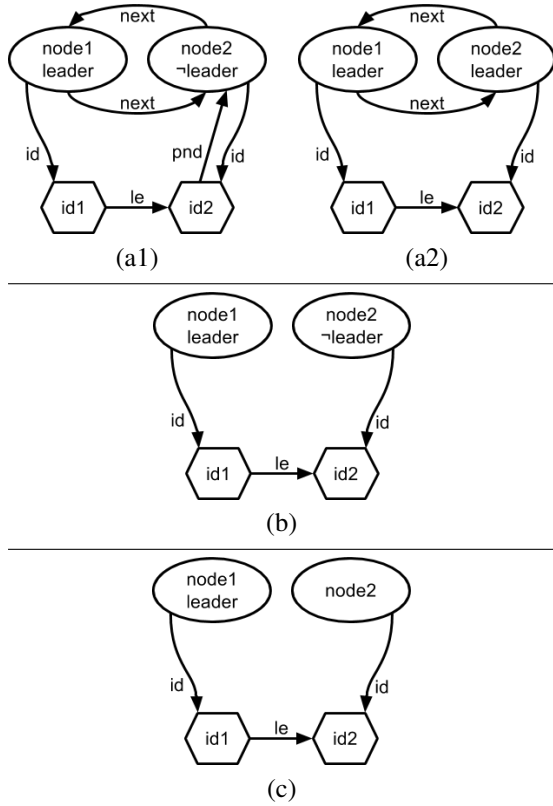 next
node1
leader
node2
¬leader
next
id
pnd
id
id1
le
id2
(a1)
next
node1
leader
node2
leader
next
id
id
id1
le
id2
(a2)
node1
leader
node2
¬leader
id
id
id1
le
id2
(b)
node1
leader
node2
id
id
id1
le
id2
(c)